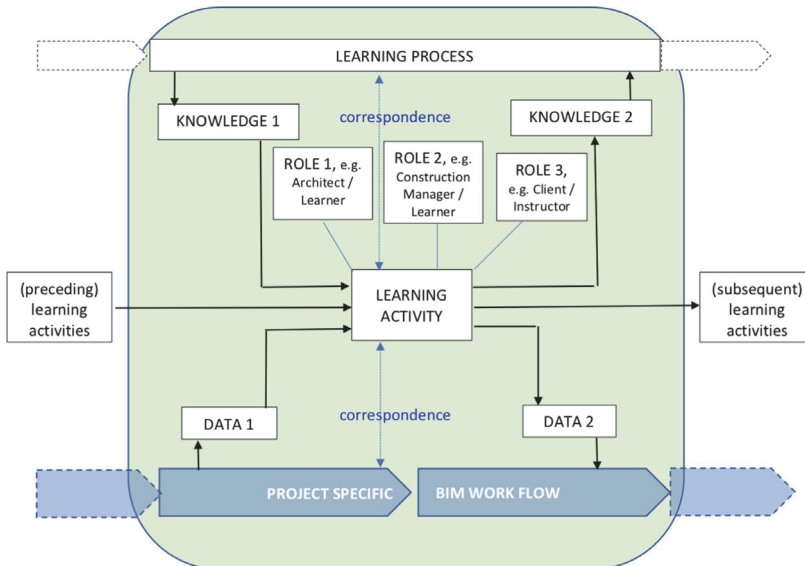 LEARNING PROCESS
KNOWLEDGE 1
correspondence
KNOWLEDGE 2
ROLE 1, e.g.
Architect /
Learner
ROLE 2, e.g.
Construction
Manager /
Learner
ROLE 3,
e.g. Client /
Instructor
(preceding)
learning
activities
LEARNING
ACTIVITY
(subsequent)
learning
activities
correspondence
DATA 1
DATA 2
PROJECT SPECIFIC
BIM WORK FLOW